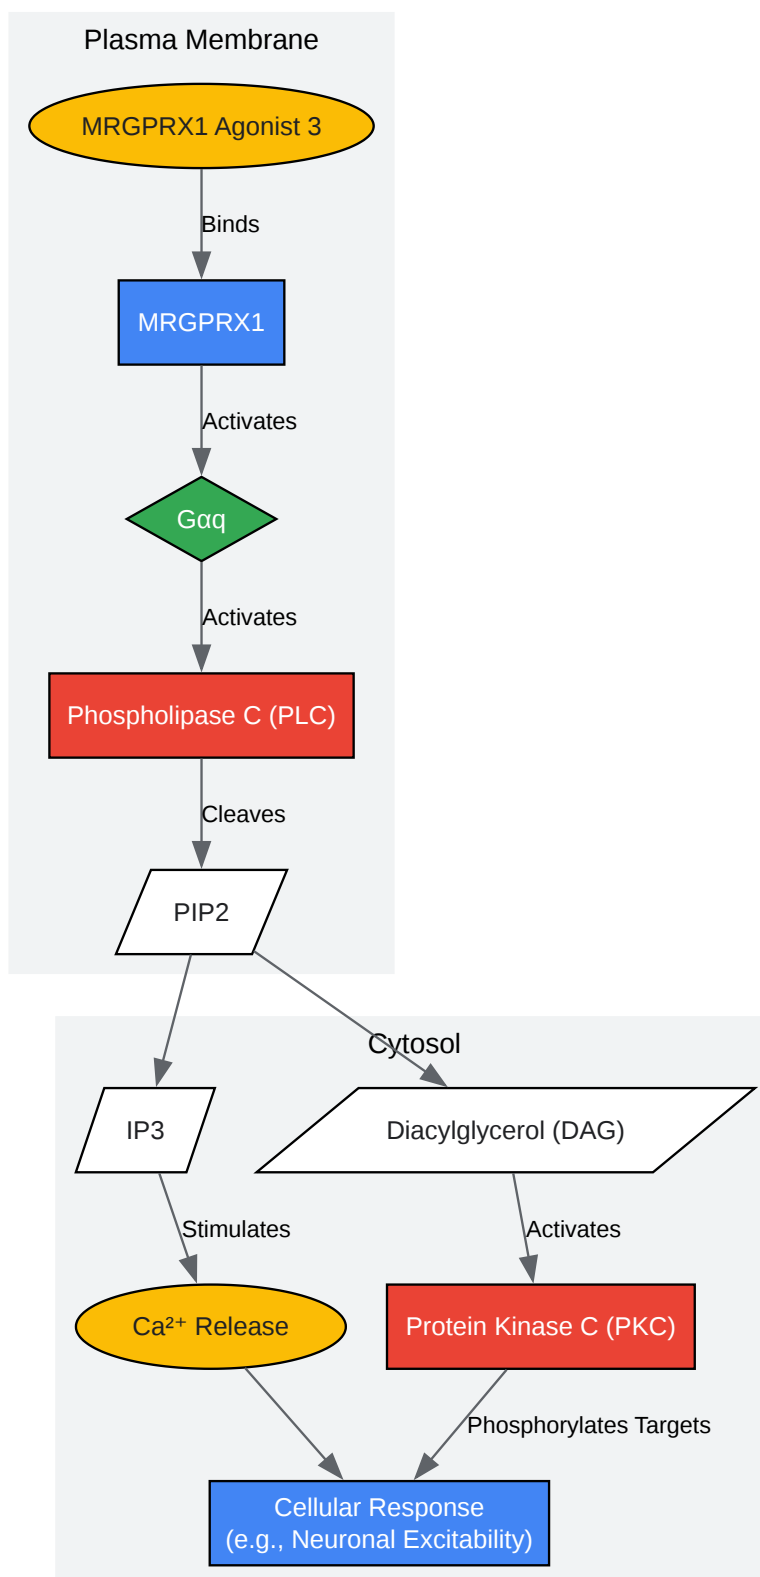 Plasma Membrane
MRGPRX1 Agonist 3
Binds
MRGPRX1
Activates
Gαq
Activates
Phospholipase C (PLC)
Cleaves
PIP2
Cytosol
IP3
Diacylglycerol (DAG)
Stimulates
Activates
Ca²⁺ Release
Protein Kinase C (PKC)
Phosphorylates Targets
Cellular Response
(e.g., Neuronal Excitability)